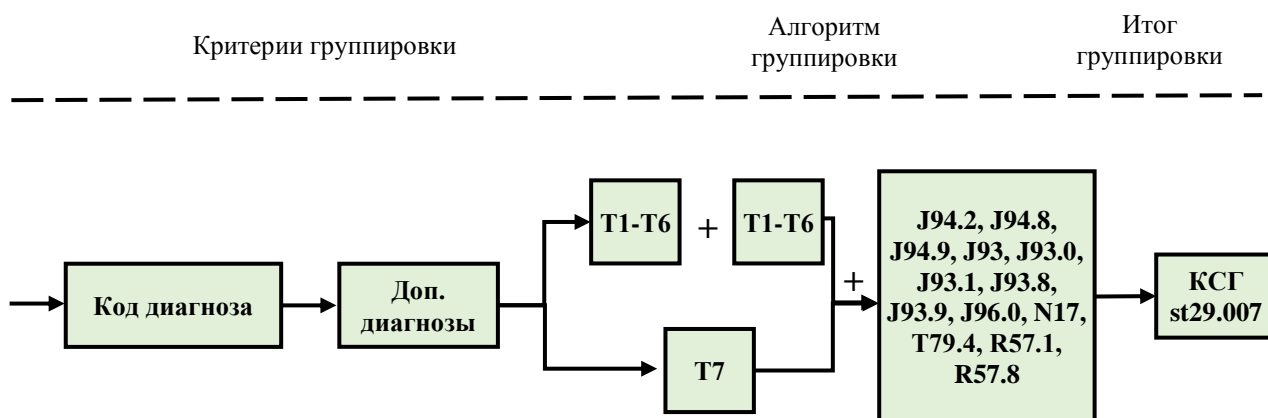 Критерии группировки
Алгоритм
группировки
Итог
группировки
Код диагноза
Доп.
диагнозы
T1-T6
+
T1-T6
T7
+
J94.2, J94.8,
J94.9, J93, J93.0,
J93.1, J93.8,
J93.9, J96.0, N17,
T79.4, R57.1,
R57.8
КСГ
st29.007